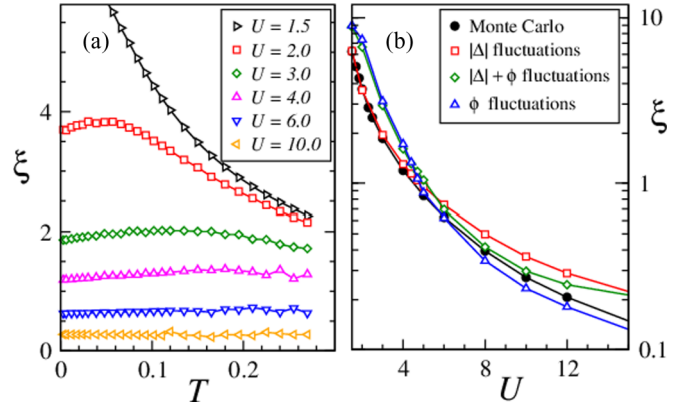 (a)
U = 1.5
U = 2.0
U = 3.0
U = 4.0
U = 6.0
U = 10.0
4
2
0
ξ
0
0.1
0.2
T
(b)
Monte Carlo
|Δ| fluctuations
|Δ| + ϕ fluctuations
ϕ fluctuations
10
1
0.1
ξ
4
8
12
U